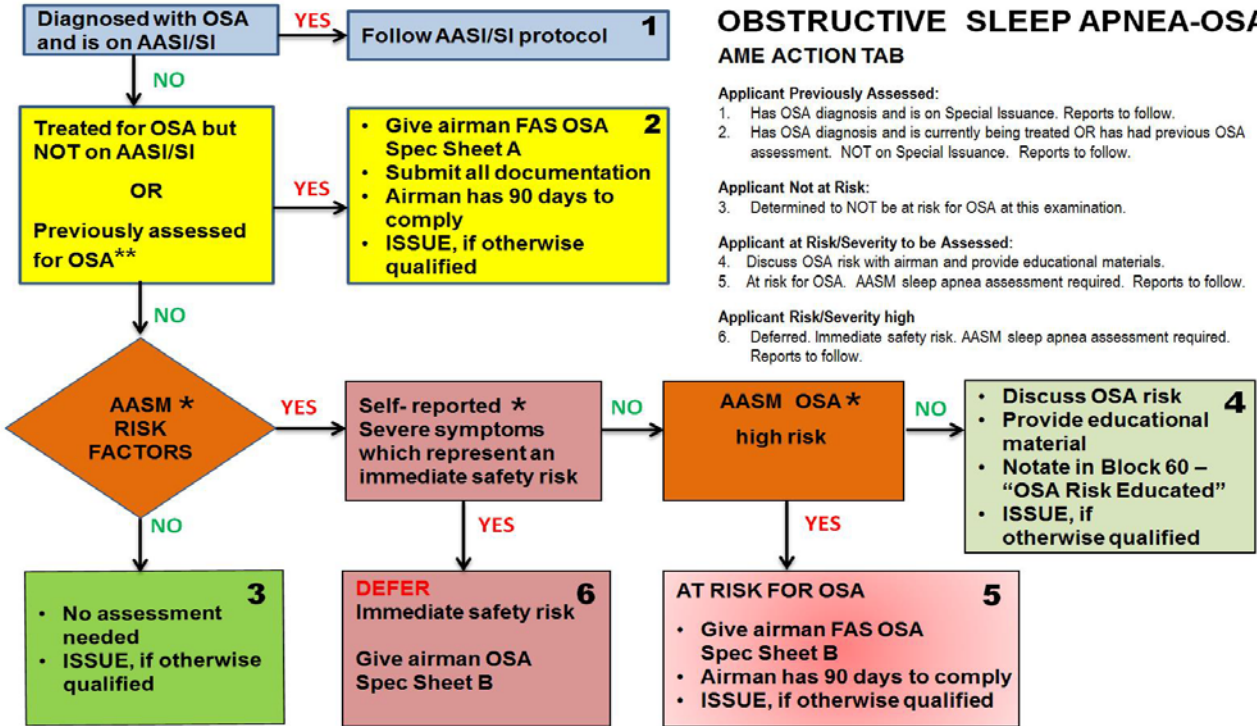 Diagnosed with OSA
and is on AASI/SI
YES
Follow AASI/SI protocol
1
OBSTRUCTIVE SLEEP APNEA-OSA
AME ACTION TAB
Applicant Previously Assessed:
1. Has OSA diagnosis and is on Special Issuance. Reports to follow.
2. Has OSA diagnosis and is currently being treated OR has had previous OSA
assessment. NOT on Special Issuance. Reports to follow.
Applicant Not at Risk:
3. Determined to NOT be at risk for OSA at this examination.
Applicant at Risk/Severity to be Assessed:
4. Discuss OSA risk with airman and provide educational materials.
5. At risk for OSA. AASM sleep apnea assessment required. Reports to follow.
Applicant Risk/Severity high
6. Deferred. Immediate safety risk. AASM sleep apnea assessment required.
Reports to follow.
NO
Treated for OSA but
NOT on AASI/SI
OR
Previously assessed
for OSA**
YES
2
• Give airman FAS OSA
Spec Sheet A
• Submit all documentation
• Airman has 90 days to
comply
• ISSUE, if otherwise
qualified
NO
AASM *
RISK
FACTORS
YES
Self- reported *
Severe symptoms
which represent an
immediate safety risk
NO
AASM OSA*
high risk
NO
4
• Discuss OSA risk
• Provide educational
material
• Notate in Block 60 –
“OSA Risk Educated”
• ISSUE, if
otherwise qualified
NO
YES
YES
3
• No assessment
needed
• ISSUE, if otherwise
qualified
DEFER
6
Immediate safety risk
Give airman OSA
Spec Sheet B
AT RISK FOR OSA
5
• Give airman FAS OSA
Spec Sheet B
• Airman has 90 days to comply
• ISSUE, if otherwise qualified